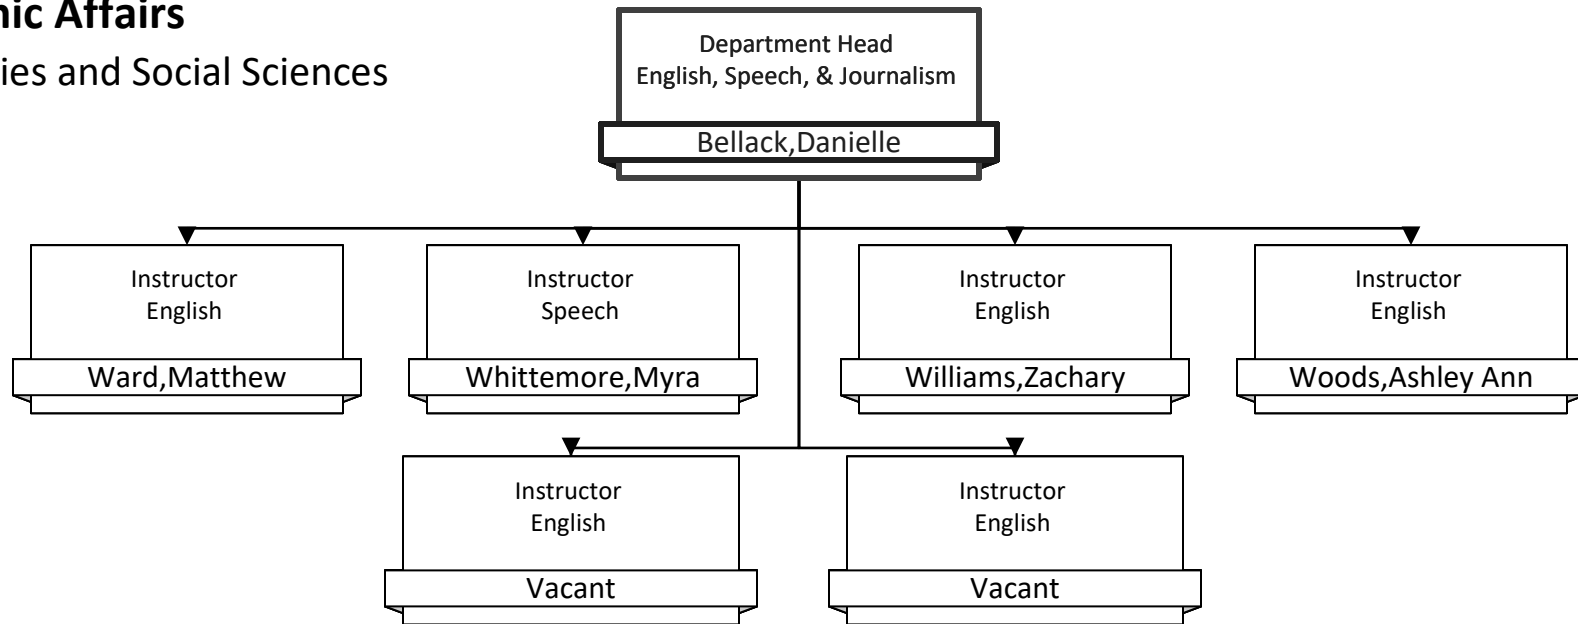 ies and Social Sciences
Affairs
Department Head
English, Speech, & Journalism
Bellack,Danielle
Instructor
English
Ward,Matthew
Instructor
Speech
Whittemore,Myra
Instructor
English
Williams,Zachary
Instructor
English
Woods,Ashley Ann
Instructor
English
Vacant
Instructor
English
Vacant